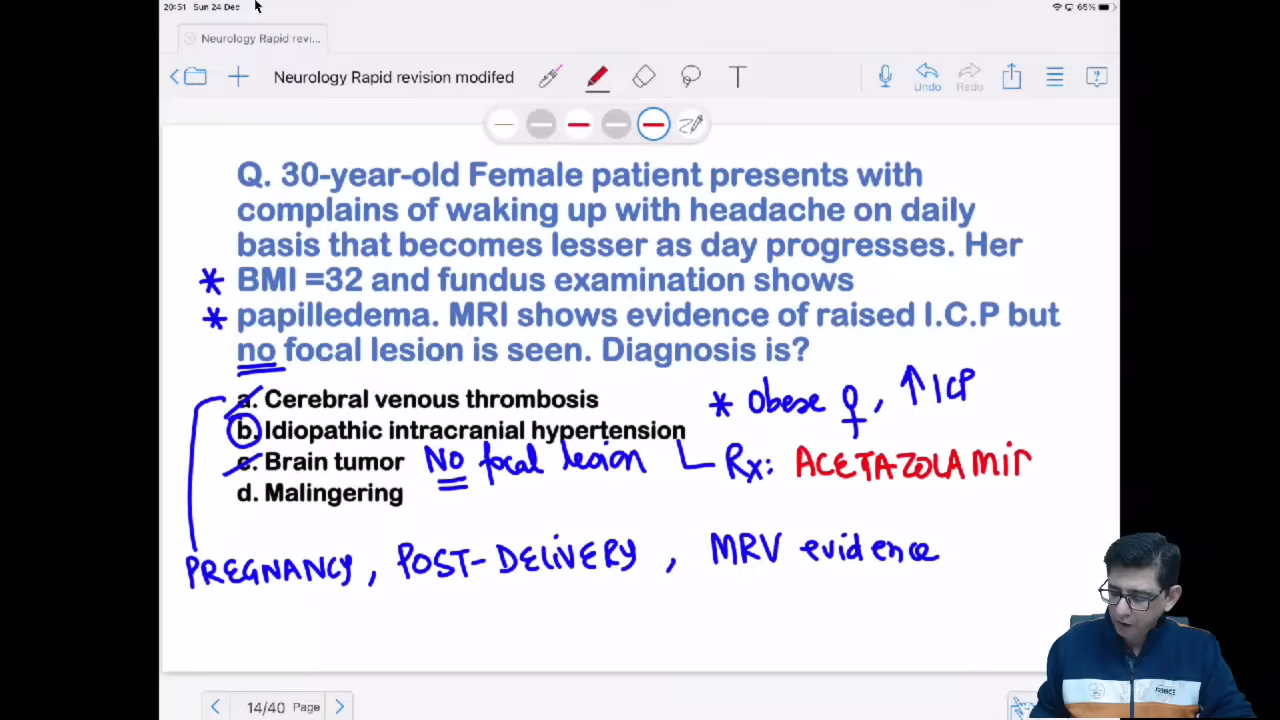 20:51 Sun 24 Dec
65%
Neurology Rapid revi...
Neurology Rapid revision modifed
T
Undo
Redo
Q. 30-year-old Female patient presents with
complains of waking up with headache on daily
basis that becomes lesser as day progresses. Her
* BMI =32 and fundus examination shows
* papilledema. MRI shows evidence of raised I.C.P but
no focal lesion is seen. Diagnosis is?
a. Cerebral venous thrombosis
* Obese ♀, ↑ ICP
b. Idiopathic intracranial hypertension
c. Brain tumor No focal lesion
Rx: ACETAZOLAMI
d. Malingering
PREGNANCY, POST-DELIVERY, MRV evidence
14/40 Page